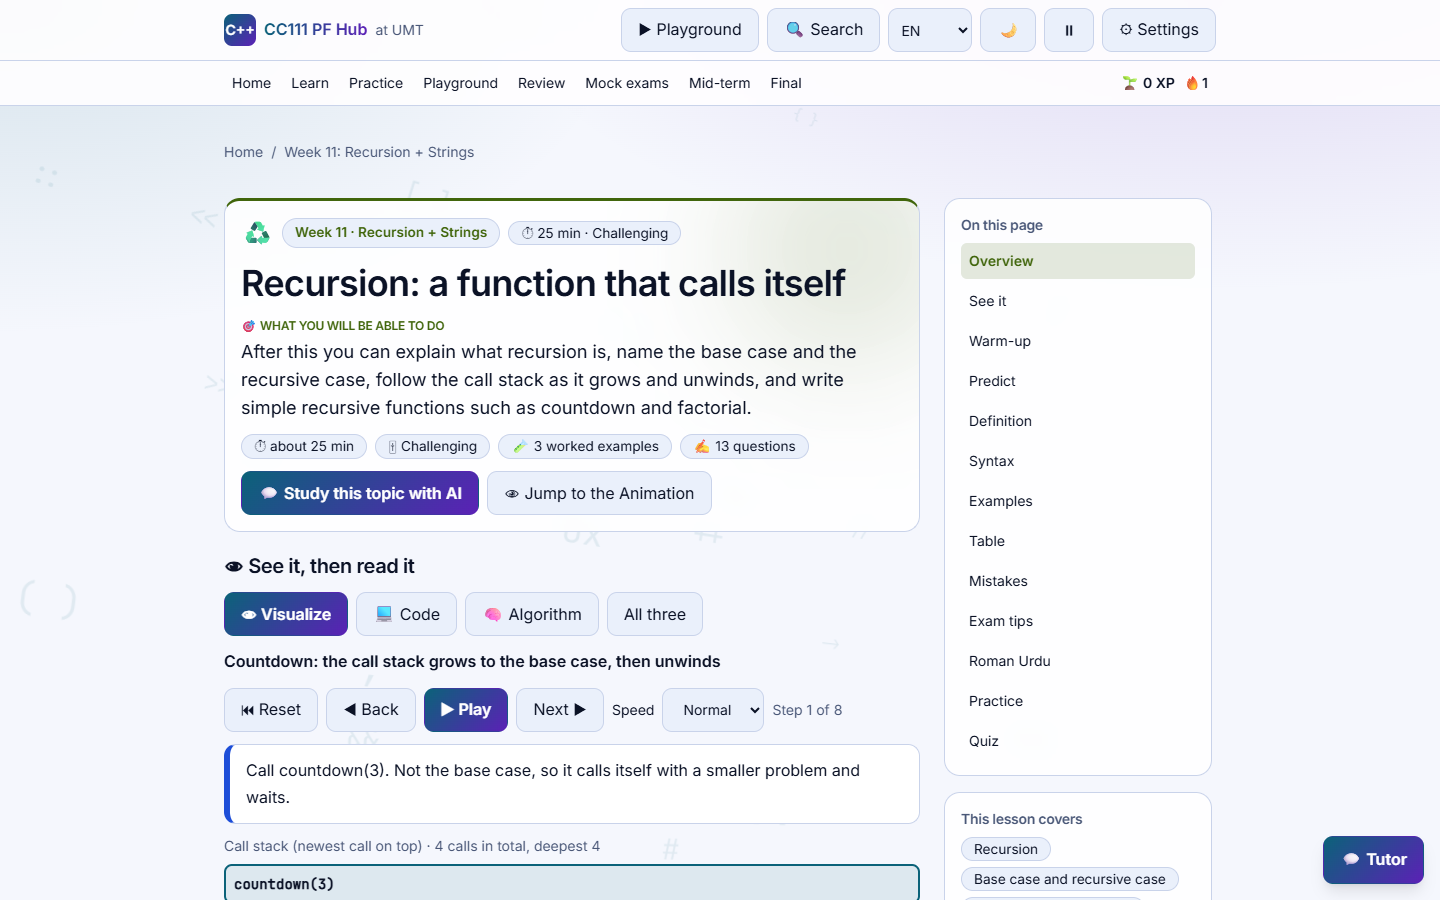 C++ CC111 PF Hub at UMT
▶ Playground
🔍 Search
EN
⚙ Settings
Home Learn Practice Playground Review Mock exams Mid-term Final
0 XP 🔥1
Home / Week 11: Recursion + Strings
Week 11 · Recursion + Strings
⏱ 25 min · Challenging
Recursion: a function that calls itself
🎯 WHAT YOU WILL BE ABLE TO DO
After this you can explain what recursion is, name the base case and the
recursive case, follow the call stack as it grows and unwinds, and write
simple recursive functions such as countdown and factorial.
⏱ about 25 min
Challenging
3 worked examples
✍ 13 questions
Study this topic with AI
👁 Jump to the Animation
👁 See it, then read it
👁 Visualize
Code
Algorithm
All three
Countdown: the call stack grows to the base case, then unwinds
⏮ Reset
◀ Back
▶ Play
Next ▶
Speed
Normal
Step 1 of 8
Call countdown(3). Not the base case, so it calls itself with a smaller problem and
waits.
Call stack (newest call on top) · 4 calls in total, deepest 4
countdown(3)
On this page
Overview
See it
Warm-up
Predict
Definition
Syntax
Examples
Table
Mistakes
Exam tips
Roman Urdu
Practice
Quiz
This lesson covers
Recursion
Base case and recursive case
Tutor